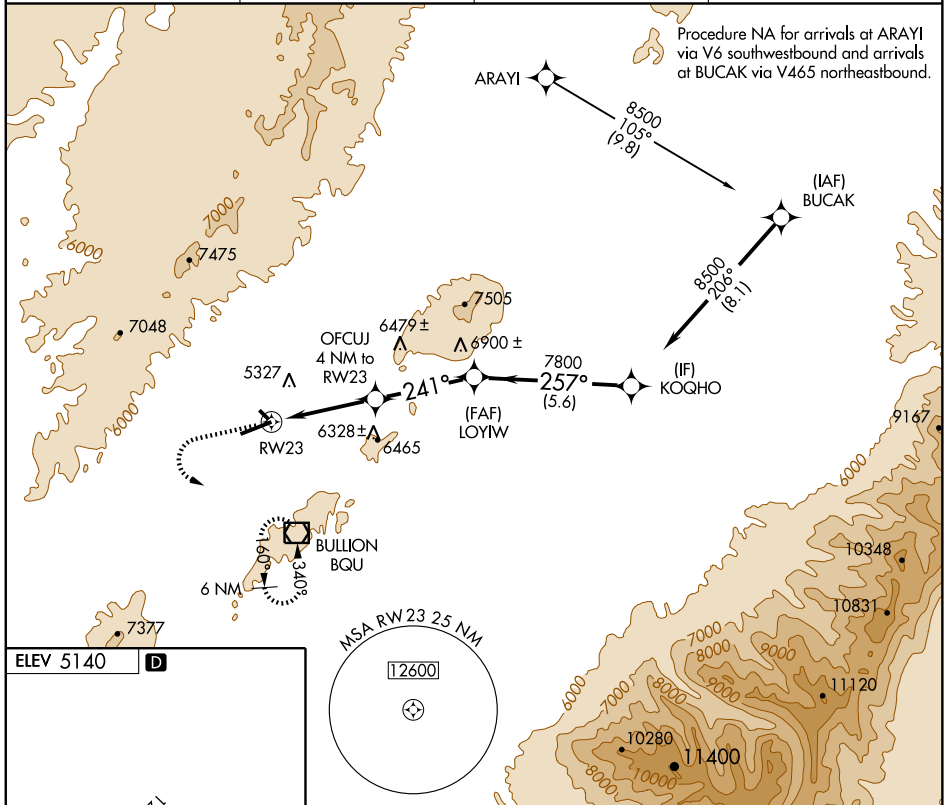 Procedure NA for arrivals at ARAYI
via V6 southwestbound and arrivals
at BUCAK via V465 northeastbound.
ARAYI
8500
105°
(9.8)
(IAF)
BUCAK
8500
206°
(8.1)
7000
6000
7475
7048
7505
6479 ±
6900 ±
OFCUJ
4 NM to
RW23
5327
241°
7800
257°
(5.6)
(IF)
KOQHO
(FAF)
LOYIW
RW23
6328 ±
6465
6000
9167
6000
BULLION
BQU
160°
340°
6 NM
10348
10831
7377
MSA RW23 25 NM
12600
7000
8000
9000
9000
8000
7000
6000
11120
10280
11400
10000
8000
ELEV 5140 D